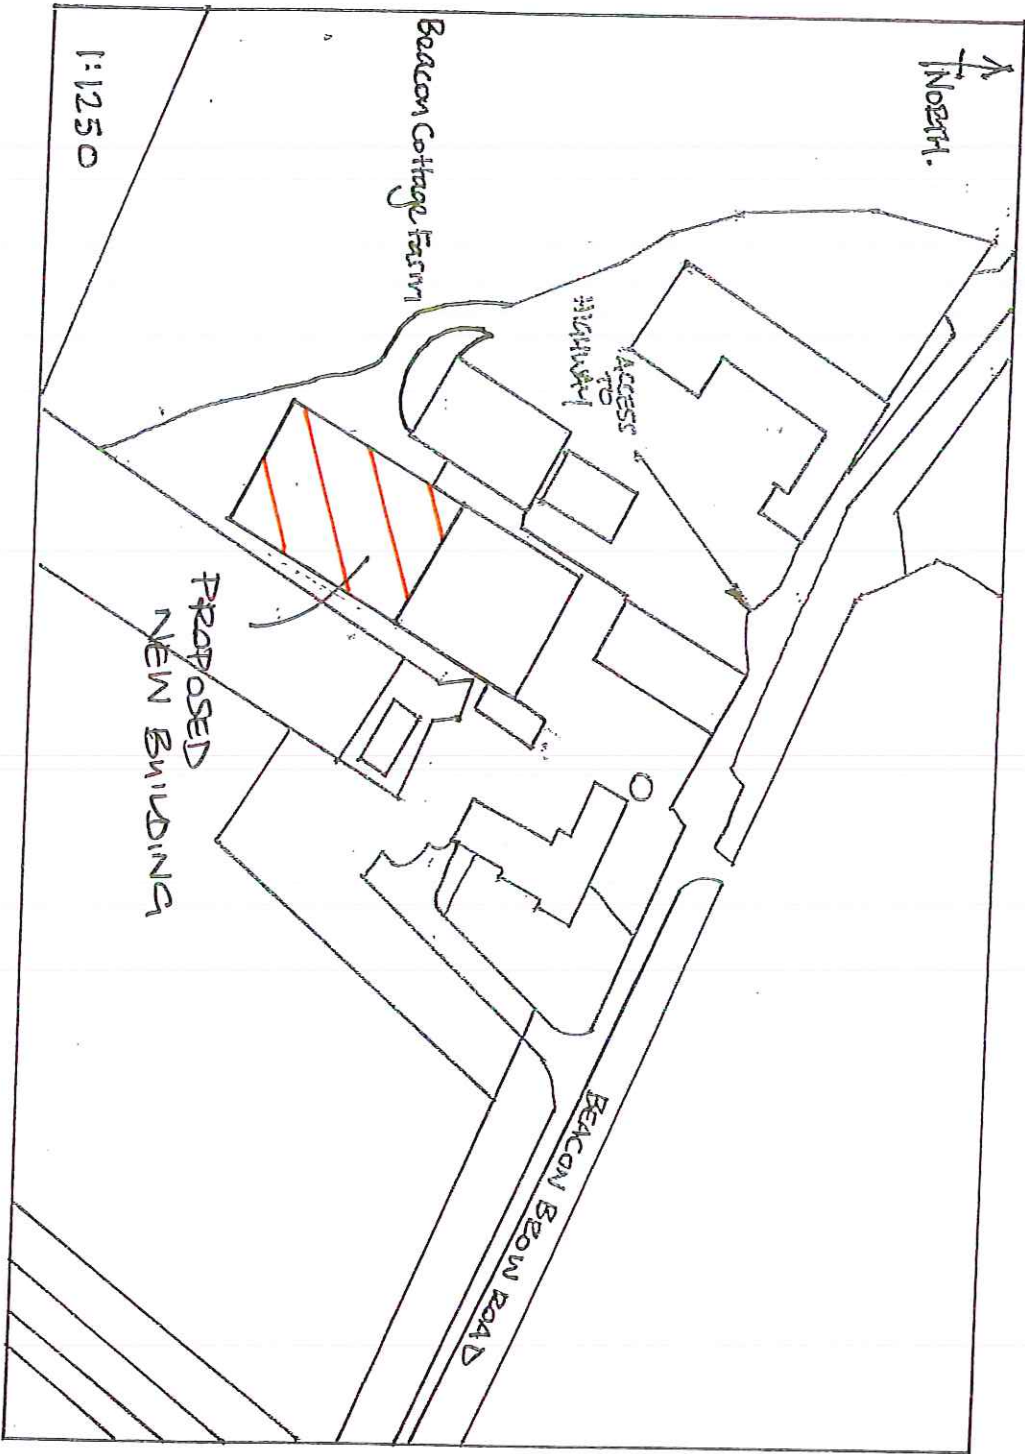 NORTH.
ACCESS
TO
HIGHWAY
BEACON BROW ROAD
Beacon Cottage Farm
PROPOSED
NEW BUILDING
1:1250